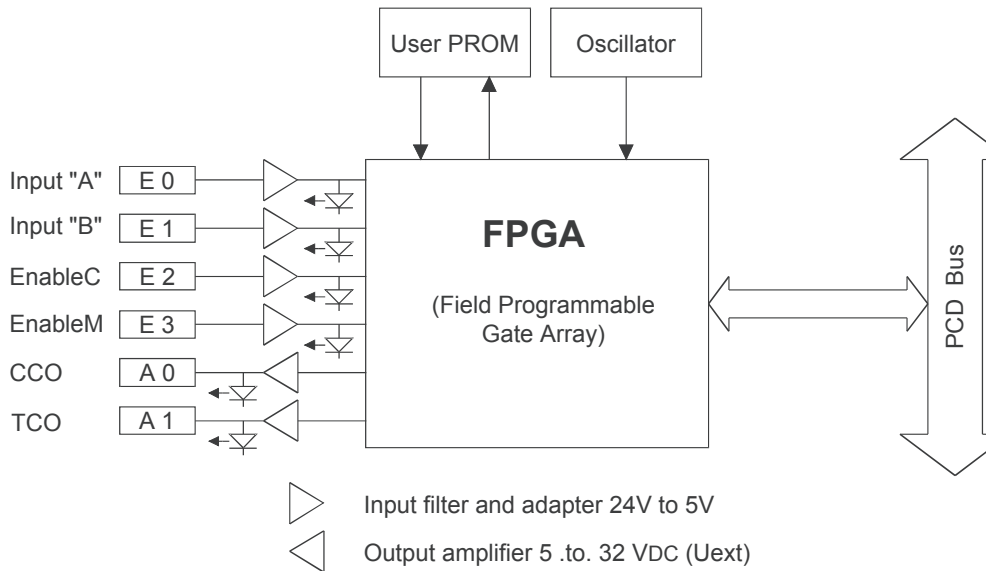 User PROM
Oscillator
Input "A"
E 0
Input "B"
E 1
EnableC
E 2
EnableM
E 3
CCO
A 0
TCO
A 1
FPGA
(Field Programmable
Gate Array)
PCD Bus
Input filter and adapter 24V to 5V
Output amplifier 5 .to. 32 VDC (Uext)